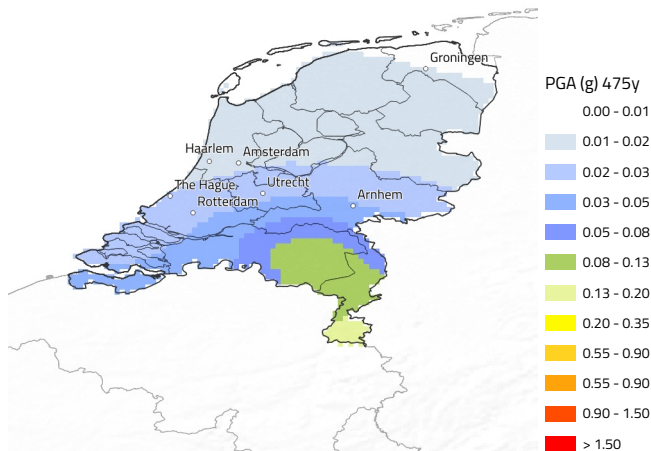 Groningen
Haarlem
Amsterdam
The Hague
Utrecht
Rotterdam
Arnhem
PGA (g) 475y
0.00 - 0.01
0.01 - 0.02
0.02 - 0.03
0.03 - 0.05
0.05 - 0.08
0.08 - 0.13
0.13 - 0.20
0.20 - 0.35
0.55 - 0.90
0.55 - 0.90
0.90 - 1.50
> 1.50